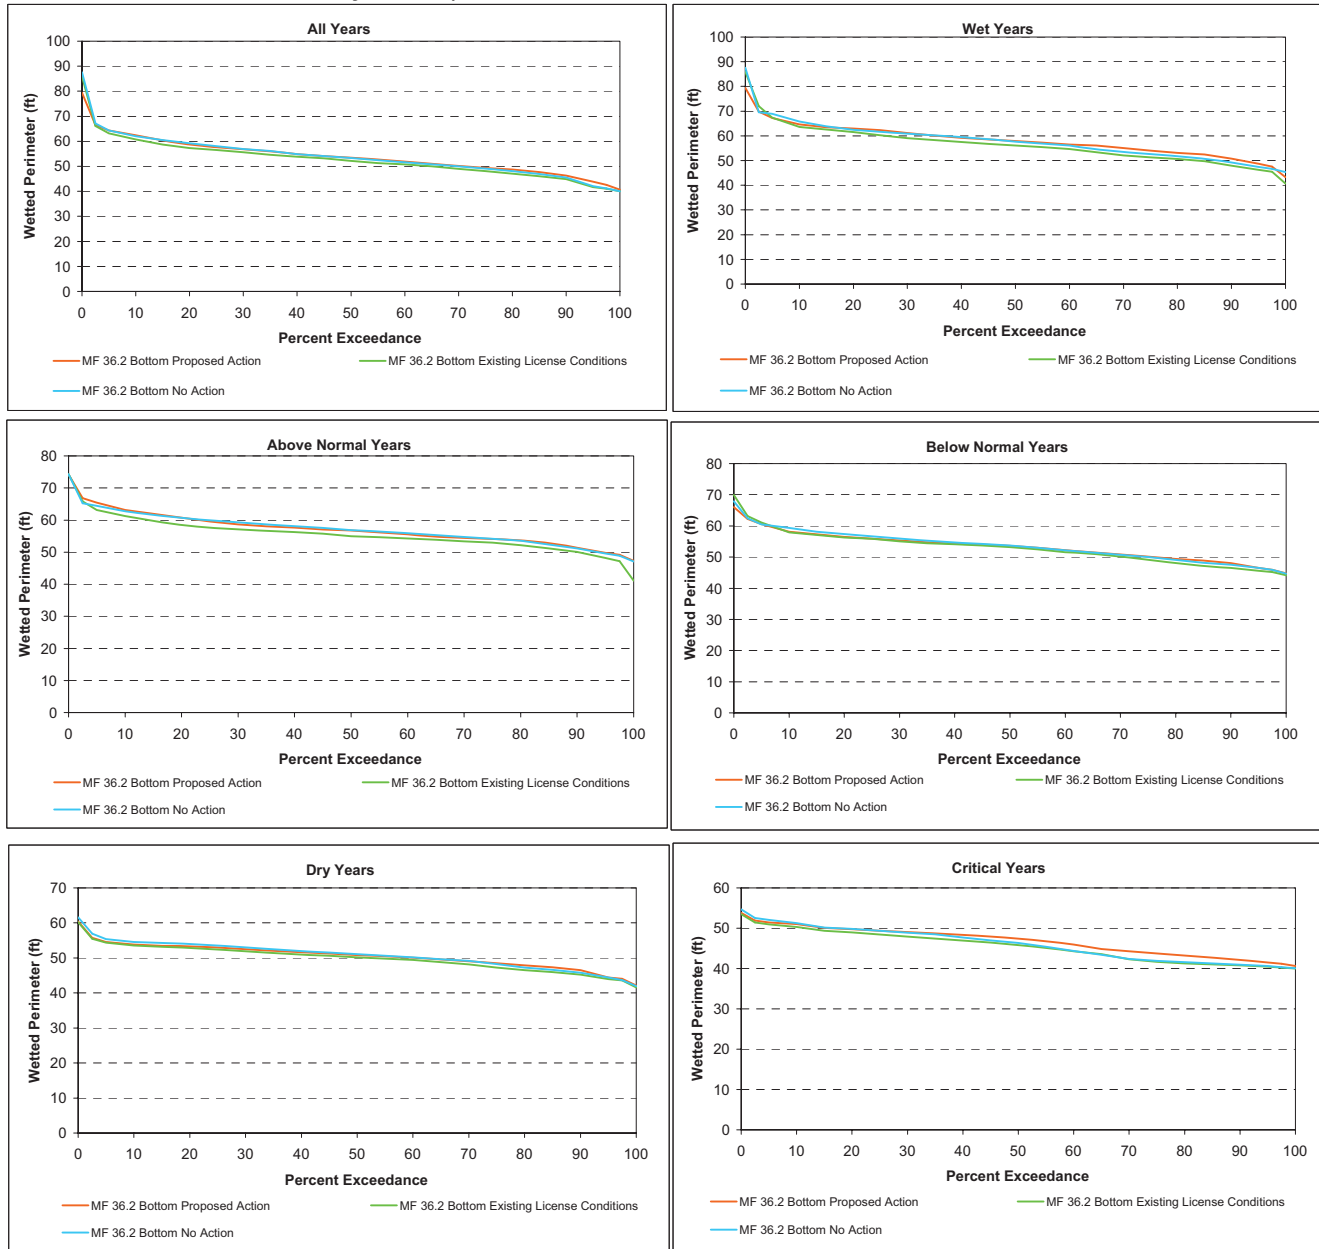 All Years
100
90
80
70
60
50
40
30
20
10
0
Wetted Perimeter (ft)
0 10 20 30 40 50 60 70 80 90 100
Percent Exceedance
MF 36.2 Bottom Proposed Action MF 36.2 Bottom Existing License Conditions
MF 36.2 Bottom No Action
Wet Years
100
90
80
70
60
50
40
30
20
10
0
Wetted Perimeter (ft)
0 10 20 30 40 50 60 70 80 90 100
Percent Exceedance
MF 36.2 Bottom Proposed Action MF 36.2 Bottom Existing License Conditions
MF 36.2 Bottom No Action
Above Normal Years
80
70
60
50
40
30
20
10
0
Wetted Perimeter (ft)
0 10 20 30 40 50 60 70 80 90 100
Percent Exceedance
MF 36.2 Bottom Proposed Action MF 36.2 Bottom Existing License Conditions
MF 36.2 Bottom No Action
Below Normal Years
80
70
60
50
40
30
20
10
0
Wetted Perimeter (ft)
0 10 20 30 40 50 60 70 80 90 100
Percent Exceedance
MF 36.2 Bottom Proposed Action MF 36.2 Bottom Existing License Conditions
MF 36.2 Bottom No Action
Dry Years
70
60
50
40
30
20
10
0
Wetted Perimeter (ft)
0 10 20 30 40 50 60 70 80 90 100
Percent Exceedance
MF 36.2 Bottom Proposed Action MF 36.2 Bottom Existing License Conditions
MF 36.2 Bottom No Action
Critical Years
60
50
40
30
20
10
0
Wetted Perimeter (ft)
0 10 20 30 40 50 60 70 80 90 100
Percent Exceedance
MF 36.2 Bottom Proposed Action MF 36.2 Bottom Existing License Conditions
MF 36.2 Bottom No Action